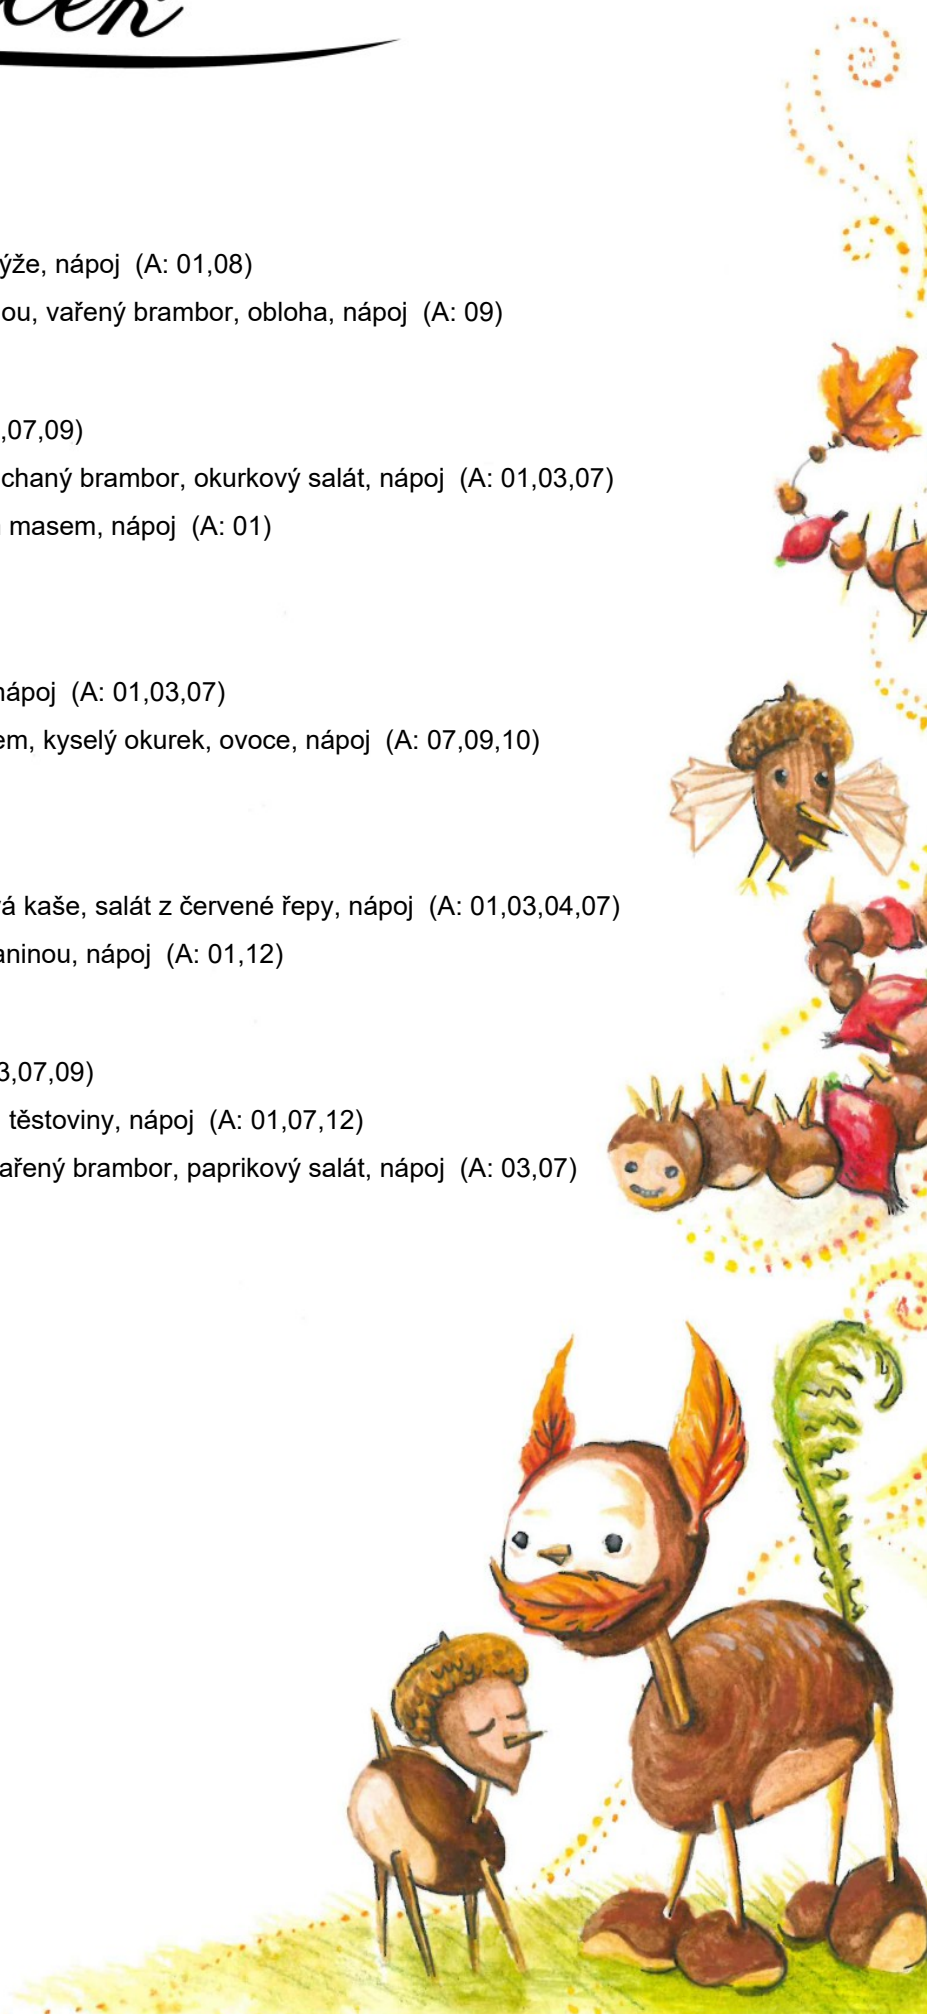 ýže, nápoj (A: 01,08)
ou, vařený brambor, obloha, nápoj (A: 09)
,07,09)
chaný brambor, okurkový salát, nápoj (A: 01,03,07)
masem, nápoj (A: 01)
nápoj (A: 01,03,07)
em, kyselý okurek, ovoce, nápoj (A: 07,09,10)
á kaše, salát z červené řepy, nápoj (A: 01,03,04,07)
aninou, nápoj (A: 01,12)
3,07,09)
těstoviny, nápoj (A: 01,07,12)
ařený brambor, paprikový salát, nápoj (A: 03,07)